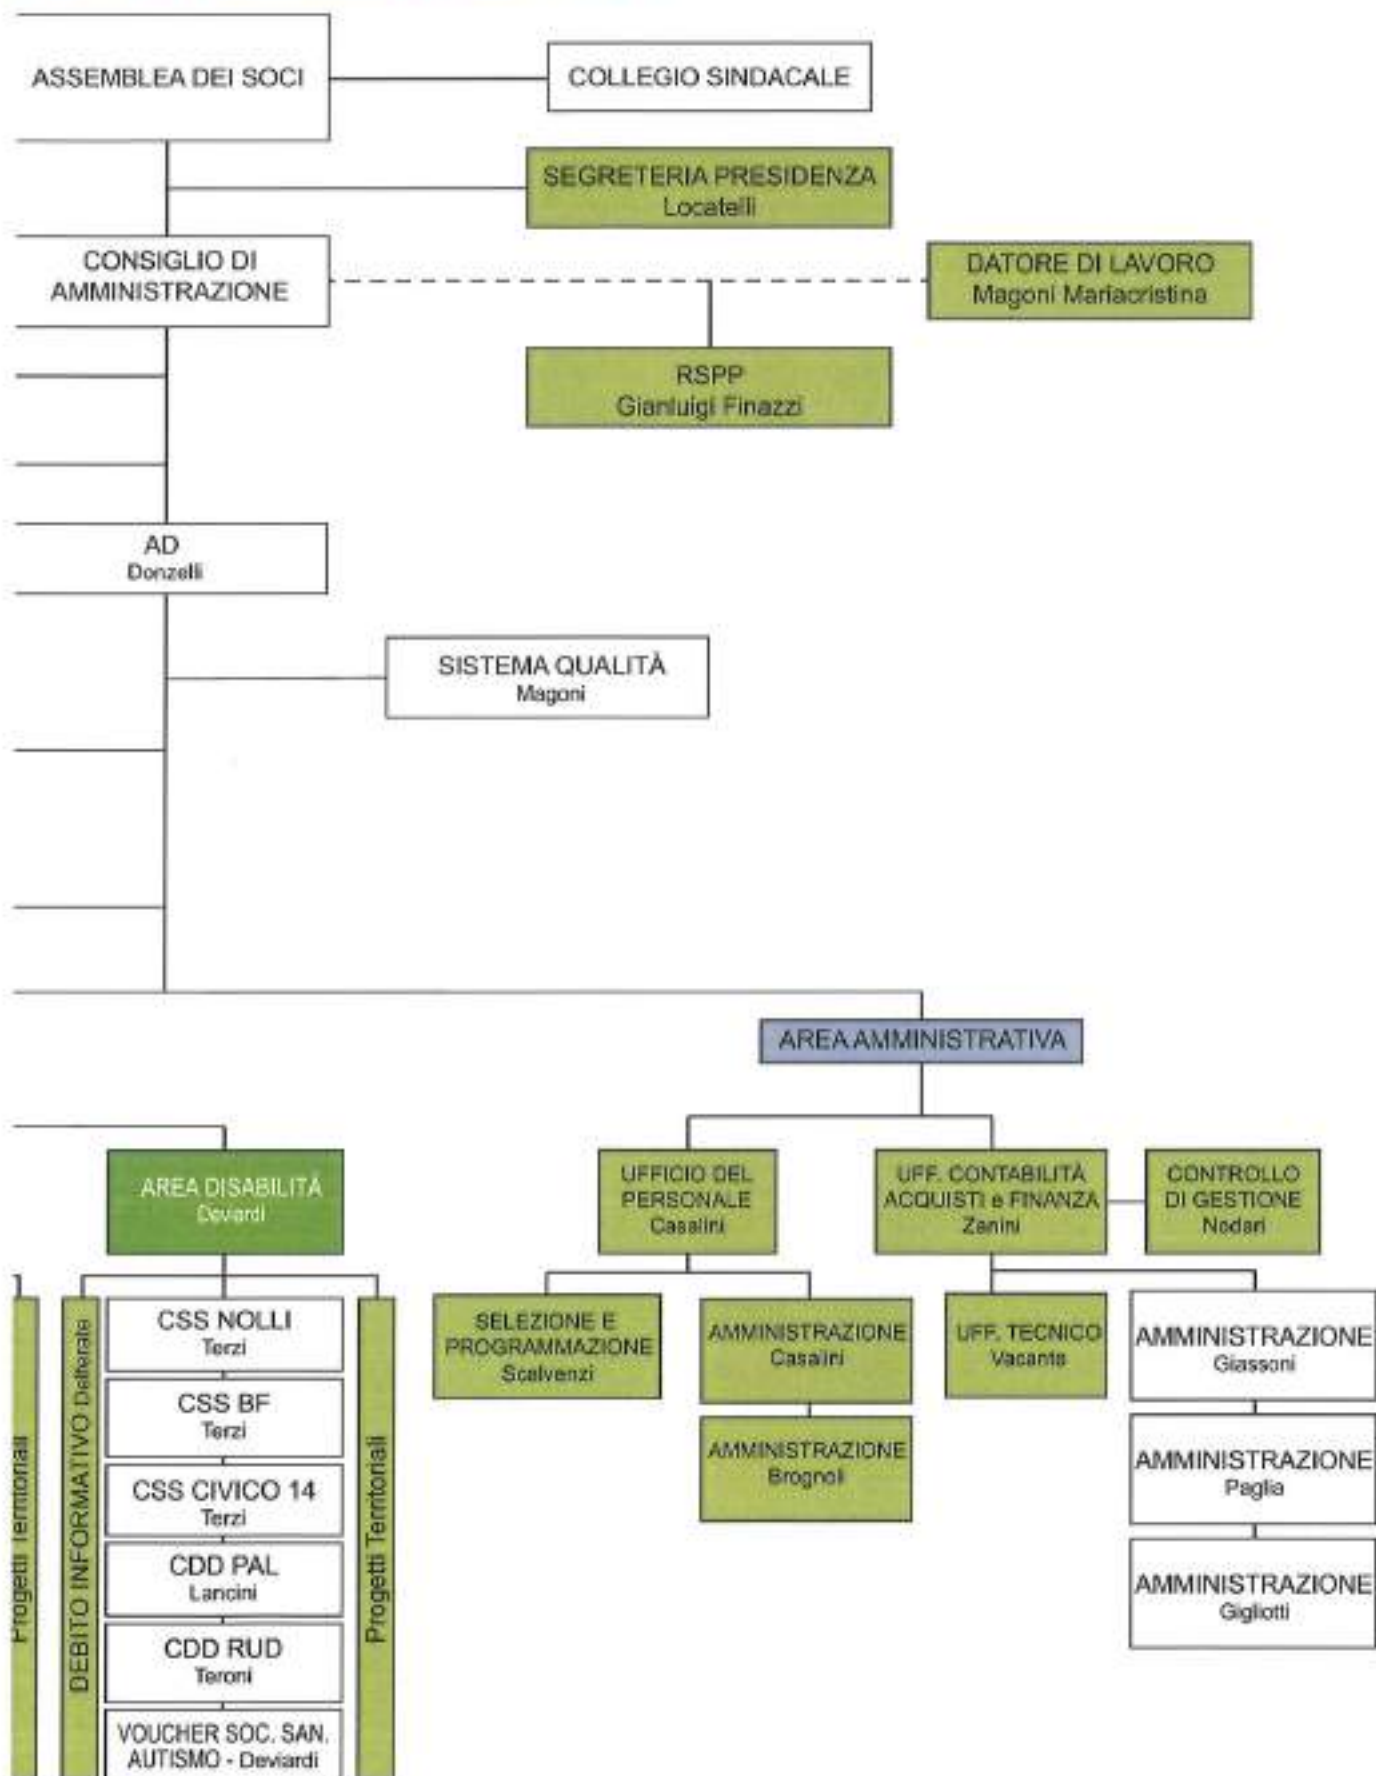 ASSEMBLEA DEI SOCI
COLLEGIO SINDACALE
SEGRETERIA PRESIDENZA
Locatelli
CONSIGLIO DI
AMMINISTRAZIONE
DATORE DI LAVORO
Magoni Mariacristina
RSPP
Gianluigi Finazzi
AD
Donzelli
SISTEMA QUALITÀ
Magoni
AREA AMMINISTRATIVA
AREA DISABILITÀ
Deviardi
UFFICIO DEL
PERSONALE
Casalini
UFF. CONTABILITÀ
ACQUISTI e FINANZA
Zanini
CONTROLLO
DI GESTIONE
Nodari
Progetti Territoriali
DEBITO INFORMATIVO Delferale
CSS NOLLI
Terzi
CSS BF
Terzi
CSS CIVICO 14
Terzi
CDD PAL
Lancini
CDD RUD
Teroni
VOUCHER SOC. SAN.
AUTISMO - Deviardi
Progetti Territoriali
SELEZIONE E
PROGRAMMAZIONE
Scalvenzi
AMMINISTRAZIONE
Casalini
AMMINISTRAZIONE
Brognoli
UFF. TECNICO
Vacante
AMMINISTRAZIONE
Giassoni
AMMINISTRAZIONE
Paglia
AMMINISTRAZIONE
Gigliotti